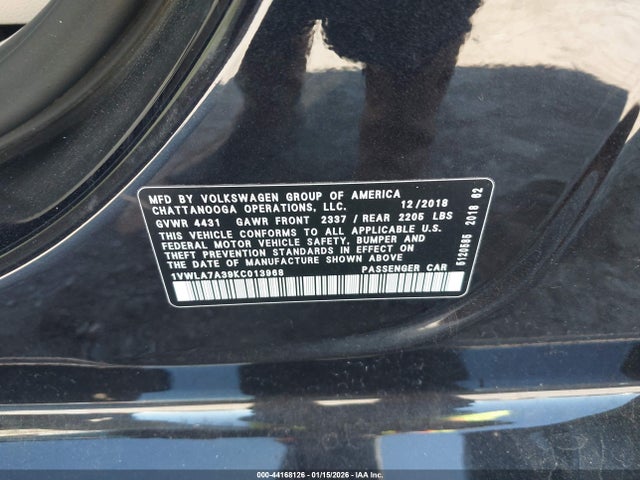 MFD BY VOLKSWAGEN GROUP OF AMERICA
CHATTANOOGA OPERATIONS, LLC. 12/2018
GVWR 4431 GAWR FRONT 2337 / REAR 2205 LBS
THIS VEHICLE CONFORMS TO ALL APPLICABLE U.S.
FEDERAL MOTOR VEHICLE SAFETY, BUMPER AND
THEFT PREVENTION STANDARDS IN EFFECT ON
THE DATE OF MANUFACTURE SHOWN ABOVE
1VWLA7A39KC013968 PASSENGER CAR
5120585 2018 62
000-44168126 - 01/15/2026 - IAA Inc.